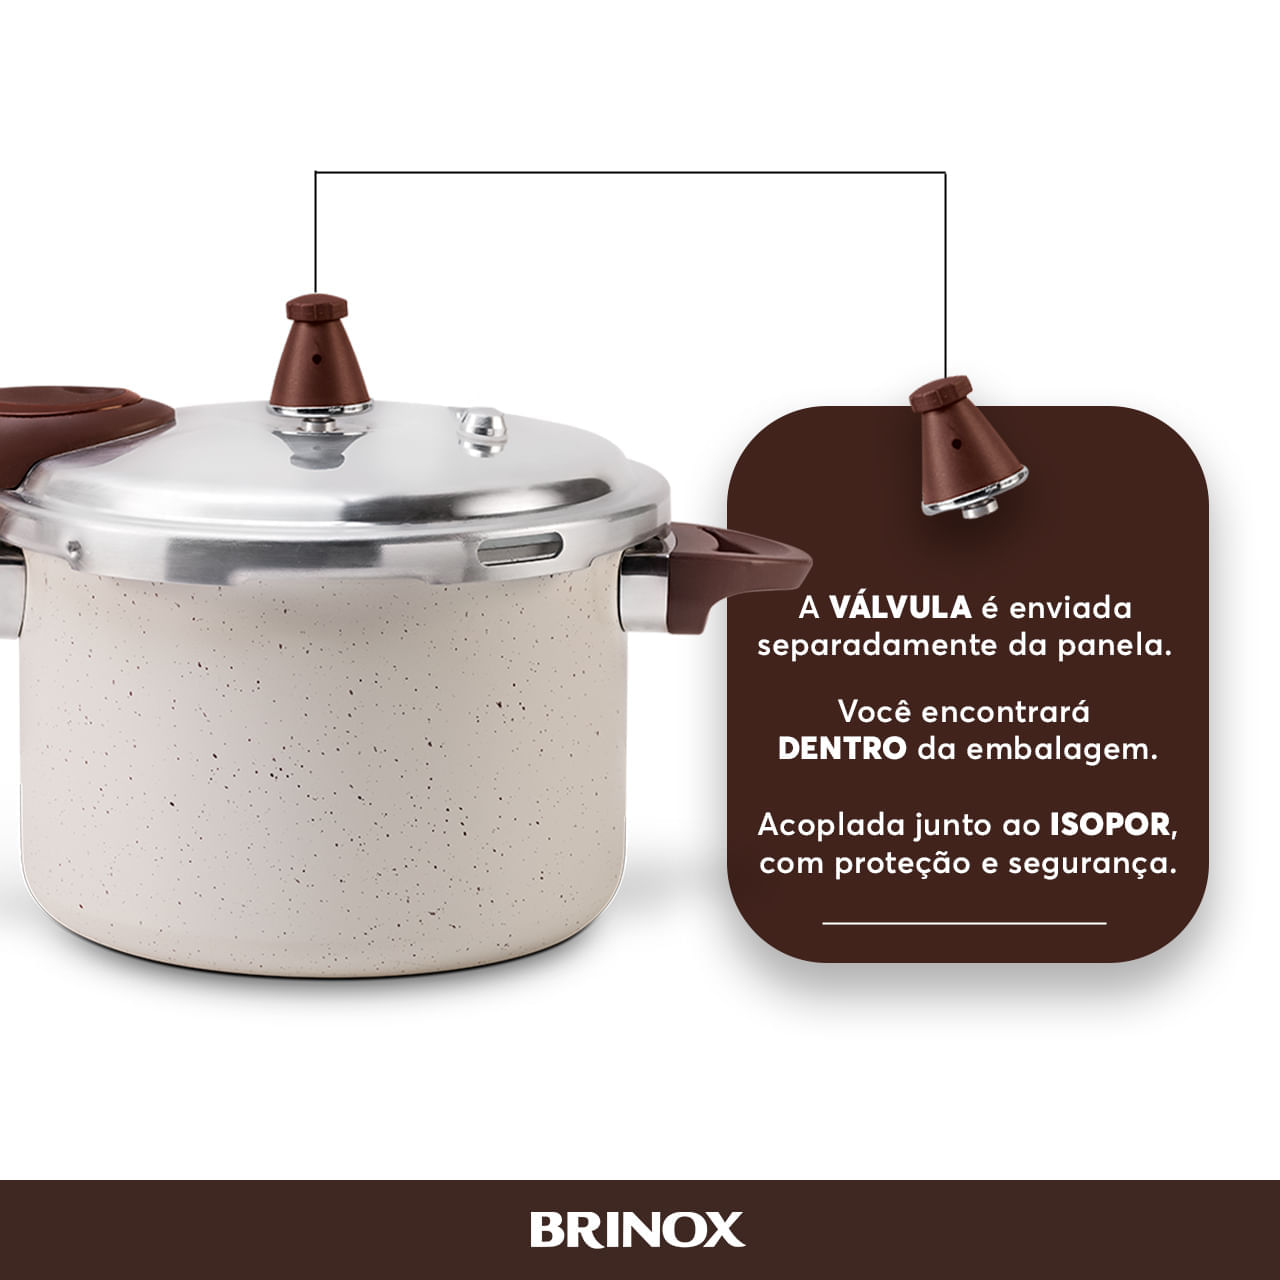 A VÁLVULA é enviada
separadamente da panela.
Você encontrará
DENTRO da embalagem.
Acoplada junto ao ISOPOR,
com proteção e segurança.
BRINOX